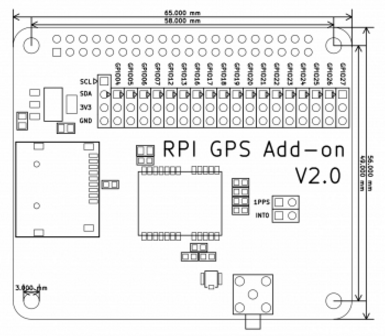 65.000 mm
58.000 mm
GPIO04
GPIO05
GPIO06
GPIO07
GPIO12
GPIO13
GPIO16
GPIO17
GPIO18
GPIO19
GPIO20
GPIO21
GPIO22
GPIO23
GPIO24
GPIO25
GPIO26
GPIO27
SCL
SDA
3V3
GND
RPI GPS Add-on
V2.0
1PPS
INTO
49.000 mm
56.000 mm
3.000 mm